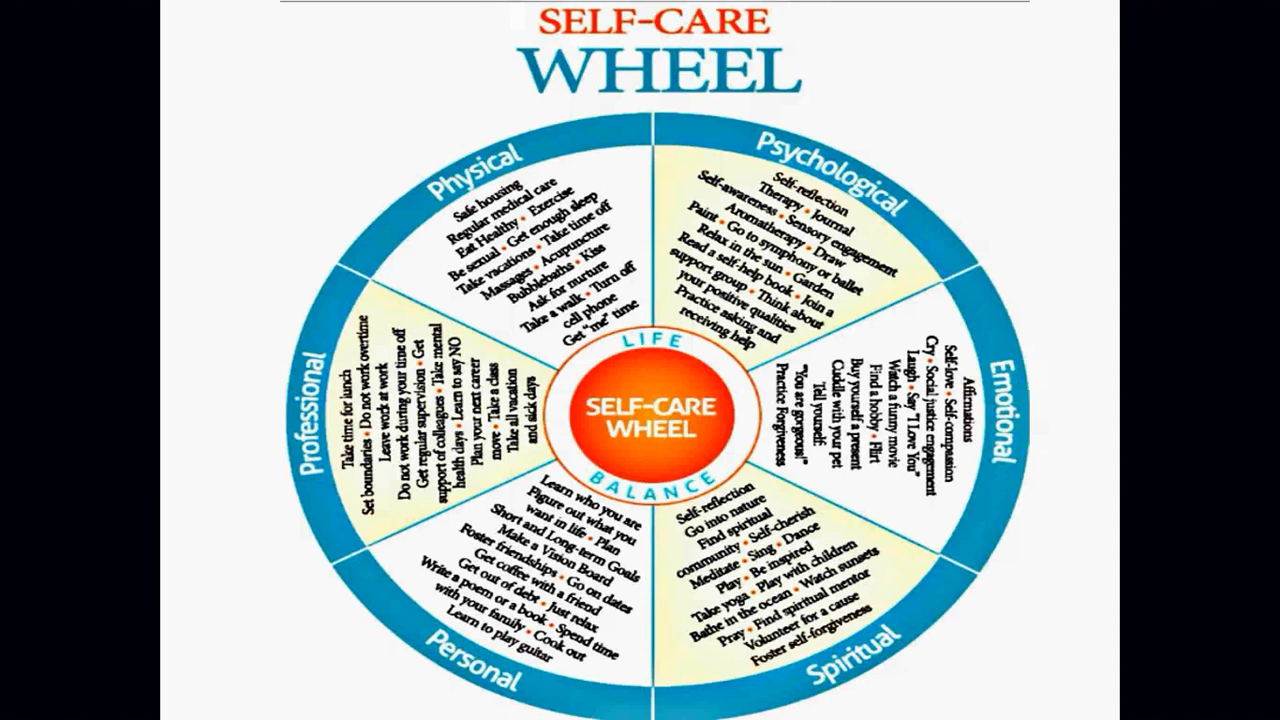 SELF-CARE
WHEEL
Physical
Safe housing
Regular medical care
Eat Healthy • Exercise
Be sexual • Get enough sleep
Take vacations • Take time off
Massages • Acupuncture
Bubblebaths • Kiss
Ask for nurture
Take a walk • Turn off
cell phone
Get "me" time
Psychological
Self-reflection
Therapy • Journal
Self-awareness • Sensory engagement
Aromatherapy • Draw
Paint • Go to symphony or ballet
Relax in the sun • Garden
Read a self-help book • Join a
support group • Think about
your positive qualities
Practice asking and
receiving help
Emotional
Affirmations
Self-love • Self-compassion
Cry • Social justice engagement
Laugh • Say "I Love You"
Watch a funny movie
Find a hobby • Flirt
Buy yourself a present
Cuddle with your pet
Tell yourself:
"You are gorgeous!"
Practice Forgiveness
Spiritual
Self-reflection
Go into nature
Find spiritual
community • Self-cherish
Meditate • Sing • Dance
Play • Be inspired
Take yoga • Play with children
Bathe in the ocean • Watch sunsets
Pray • Find spiritual mentor
Volunteer for a cause
Foster self-forgiveness
Personal
Learn who you are
Figure out what you
want in life • Plan
Short and Long-term Goals
Make a Vision Board
Foster friendships • Go on dates
Get coffee with a friend
Get out of debt • Just relax
Write a poem or a book • Spend time
with your family • Cook out
Learn to play guitar
Professional
Take time for lunch
Set boundaries • Do not work overtime
Leave work at work
Do not work during your time off
Get regular supervision • Get
support of colleagues • Take mental
health days • Learn to say NO
Plan your next career
move • Take a class
Take all vacation
and sick days
LIFE
SELF-CARE
WHEEL
BALANCE